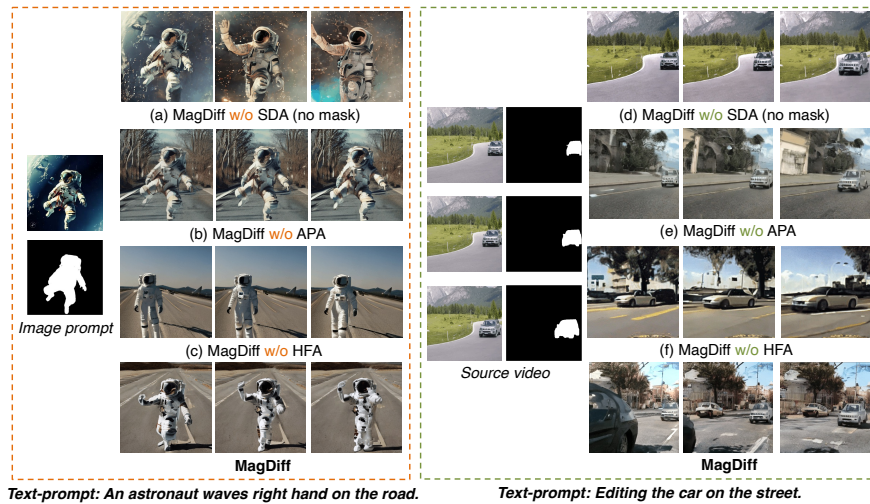 (a) MagDiff w/o SDA (no mask)
(b) MagDiff w/o APA
(c) MagDiff w/o HFA
MagDiff
Image prompt
Text-prompt: An astronaut waves right hand on the road.
(d) MagDiff w/o SDA (no mask)
(e) MagDiff w/o APA
(f) MagDiff w/o HFA
MagDiff
Source video
Text-prompt: Editing the car on the street.